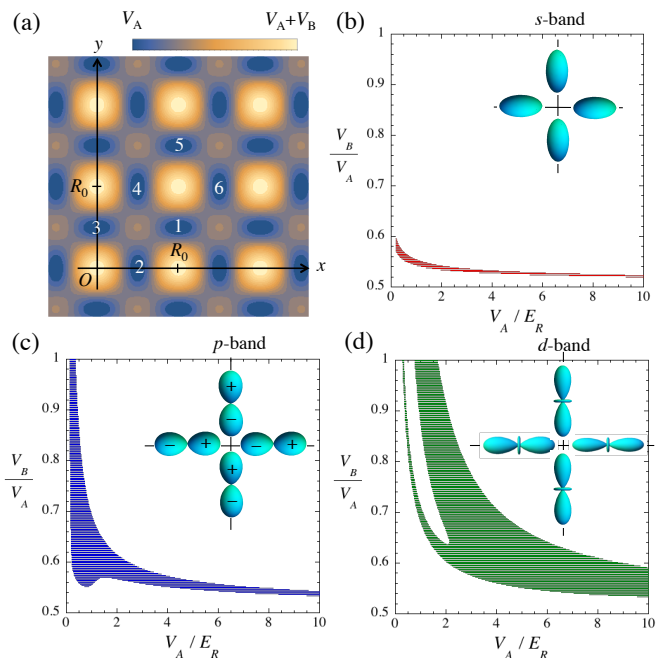 (a)
V_A
V_A+V_B
y
5
R_0
4
6
3
1
R_0
O
2
x
(b)
s-band
1
0.9
0.8
V_B
V_A
0.7
0.6
0.5
0
2
4
6
8
10
V_A / E_R
(c)
p-band
1
0.9
0.8
V_B
V_A
0.7
0.6
0.5
+
−
− + − +
+
−
0
2
4
6
8
10
V_A / E_R
(d)
d-band
1
0.9
0.8
V_B
V_A
0.7
0.6
0.5
0
2
4
6
8
10
V_A / E_R